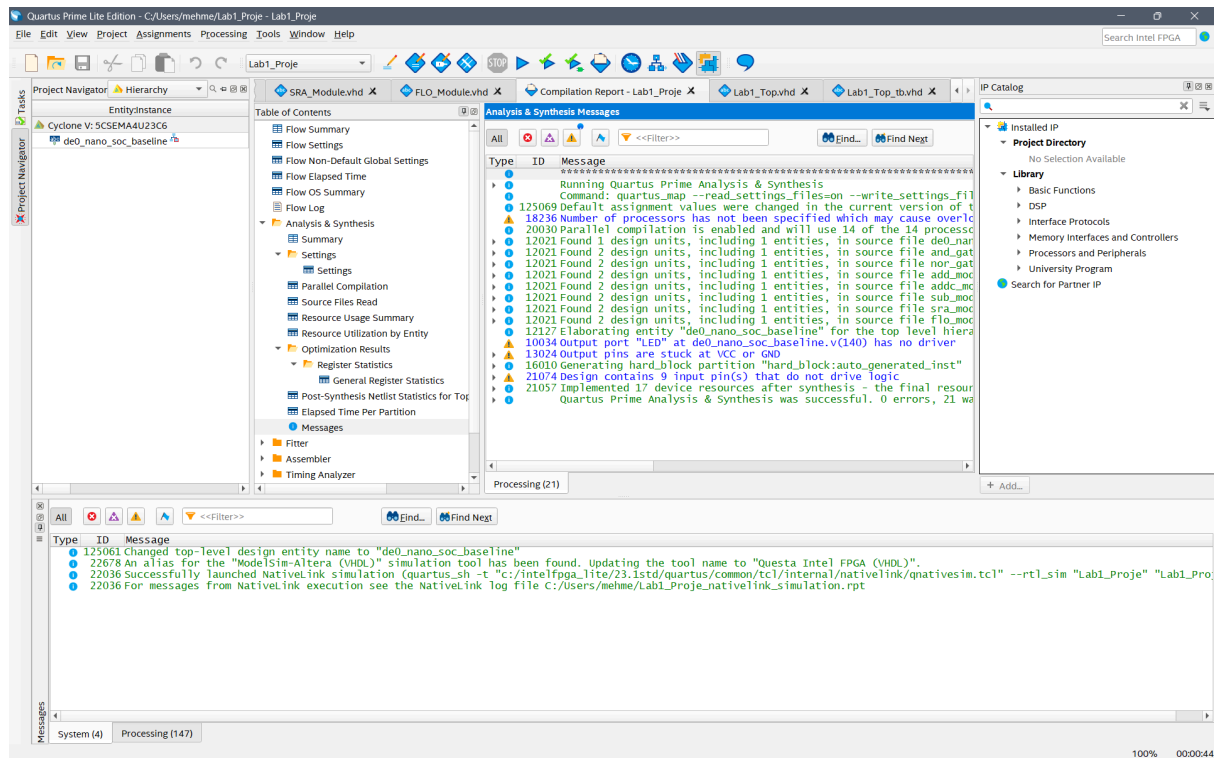 Quartus Prime Lite Edition - C:/Users/mehme/Lab1_Proje - Lab1_Proje
File Edit View Project Assignments Processing Tools Window Help
Search Intel FPGA
Lab1_Proje
STOP
Tasks
Project Navigator
Project Navigator Hierarchy
Entity:Instance
Cyclone V: 5CSEMA4U23C6
de0_nano_soc_baseline
SRA_Module.vhd
FLO_Module.vhd
Compilation Report - Lab1_Proje
Lab1_Top.vhd
Lab1_Top_tb.vhd
Table of Contents
Flow Summary
Flow Settings
Flow Non-Default Global Settings
Flow Elapsed Time
Flow OS Summary
Flow Log
Analysis & Synthesis
Summary
Settings
Settings
Parallel Compilation
Source Files Read
Resource Usage Summary
Resource Utilization by Entity
Optimization Results
Register Statistics
General Register Statistics
Post-Synthesis Netlist Statistics for Top
Elapsed Time Per Partition
Messages
Fitter
Assembler
Timing Analyzer
Analysis & Synthesis Messages
All <<Filter>> Find... Find Next
Type ID Message
*******************************************************
Running Quartus Prime Analysis & Synthesis
Command: quartus_map --read_settings_files=on --write_settings_fil
125069 Default assignment values were changed in the current version of t
18236 Number of processors has not been specified which may cause overlo
20030 Parallel compilation is enabled and will use 14 of the 14 processo
12021 Found 1 design units, including 1 entities, in source file de0_nan
12021 Found 2 design units, including 1 entities, in source file and_gat
12021 Found 2 design units, including 1 entities, in source file nor_gat
12021 Found 2 design units, including 1 entities, in source file add_mod
12021 Found 2 design units, including 1 entities, in source file addc_mo
12021 Found 2 design units, including 1 entities, in source file sub_mod
12021 Found 2 design units, including 1 entities, in source file sra_mod
12021 Found 2 design units, including 1 entities, in source file flo_mod
12127 Elaborating entity "de0_nano_soc_baseline" for the top level hiera
10034 Output port "LED" at de0_nano_soc_baseline.v(140) has no driver
13024 Output pins are stuck at VCC or GND
16010 Generating hard_block partition "hard_block:auto_generated_inst"
21074 Design contains 9 input pin(s) that do not drive logic
21057 Implemented 17 device resources after synthesis - the final resour
Quartus Prime Analysis & Synthesis was successful. 0 errors, 21 wa
Processing (21)
IP Catalog
Installed IP
Project Directory
No Selection Available
Library
Basic Functions
DSP
Interface Protocols
Memory Interfaces and Controllers
Processors and Peripherals
University Program
Search for Partner IP
+ Add...
All <<Filter>> Find... Find Next
Type ID Message
125061 Changed top-level design entity name to "de0_nano_soc_baseline"
22678 An alias for the "ModelSim-Altera (VHDL)" simulation tool has been found. Updating the tool name to "Questa Intel FPGA (VHDL)".
22036 Successfully launched NativeLink simulation (quartus_sh -t "c:/intelfpga_lite/23.1std/quartus/common/tcl/internal/nativelink/qnativesim.tcl" --rtl_sim "Lab1_Proje" "Lab1_Pro
22036 For messages from NativeLink execution see the NativeLink log file C:/Users/mehme/Lab1_Proje_nativelink_simulation.rpt
Messages
System (4) Processing (147)
100% 00:00:44